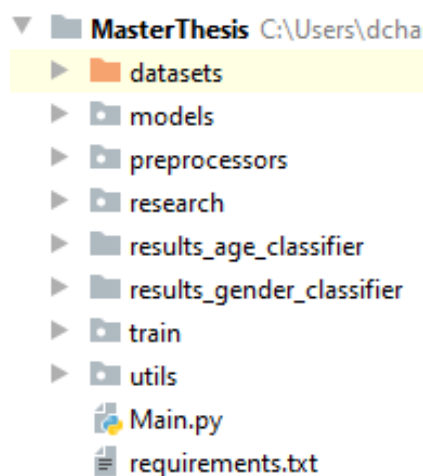 MasterThesis C:\Users\dcha
datasets
models
preprocessors
research
results_age_classifier
results_gender_classifier
train
utils
Main.py
requirements.txt